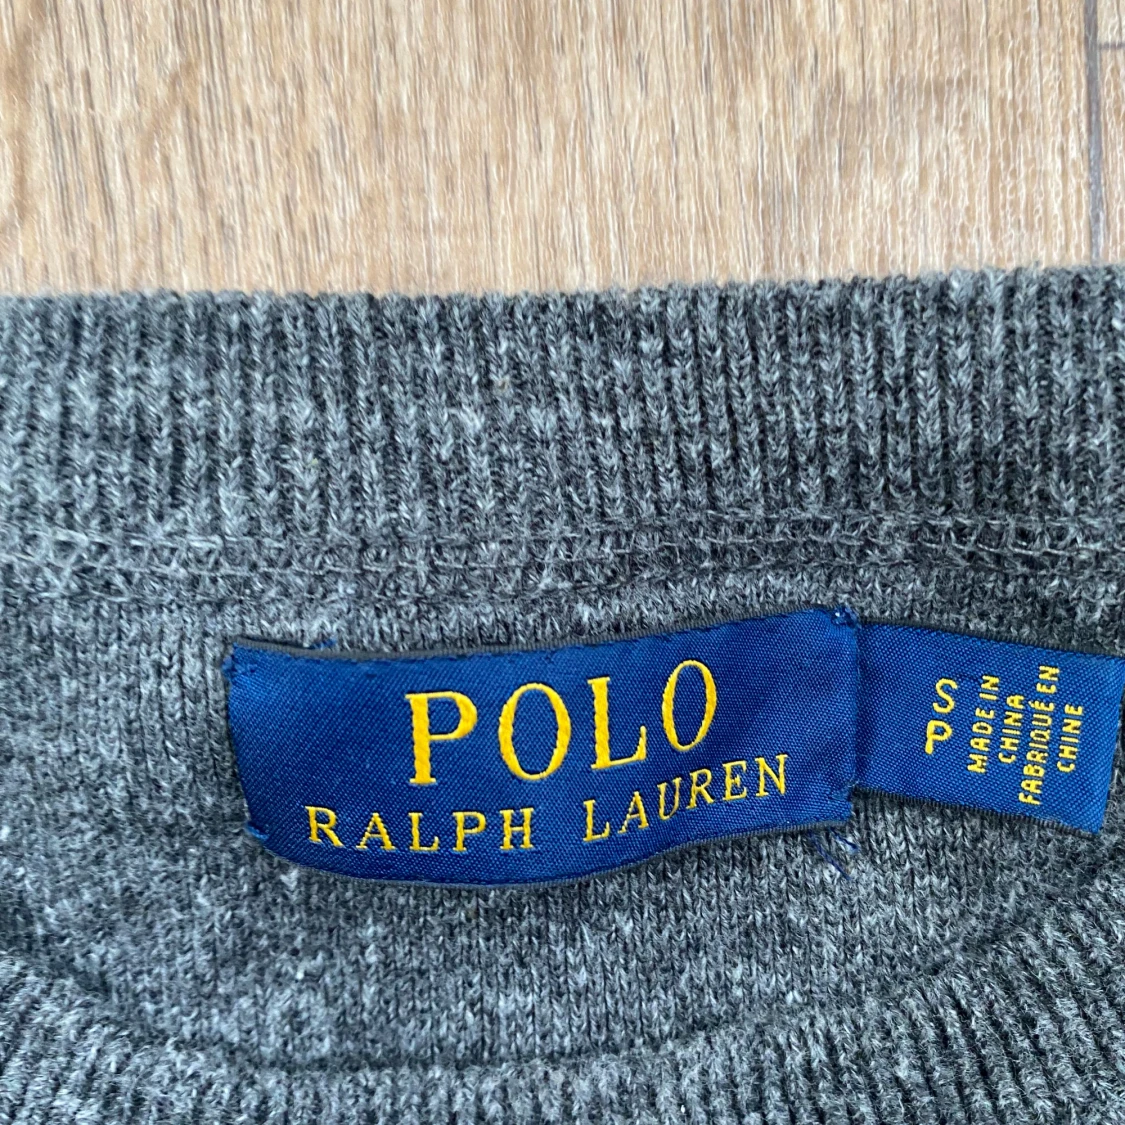 POLO
RALPH LAUREN
S
P
MADE IN
CHINA
FABRIQUÉ EN
CHINE